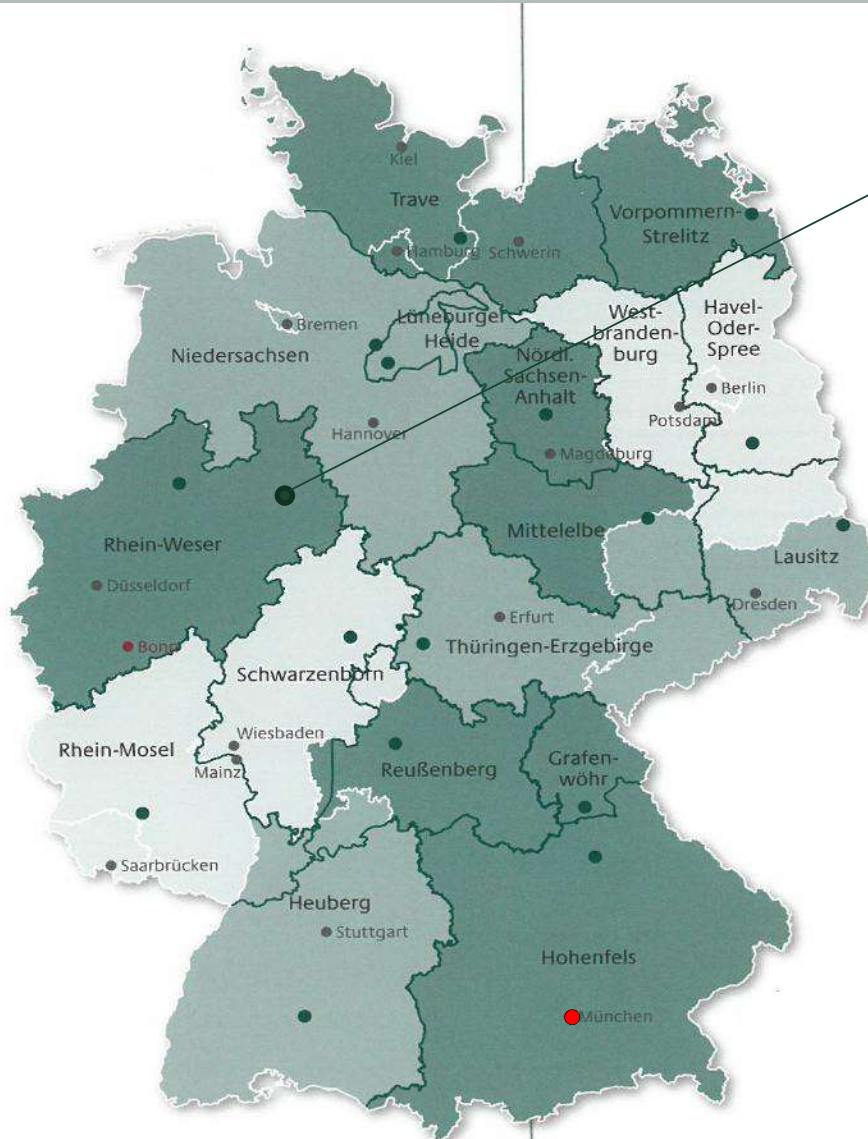 Kiel
Trave
Vorpommern-
Strelitz
Hamburg
Schwerin
Bremen
Lüneburger
Heide
West-
branden-
burg
Havel-
Oder-
Spree
Niedersachsen
Nördl.
Sachsen-
Anhalt
Berlin
Potsdam
Hannover
Magdeburg
Rhein-Weser
Mittelelbe
Lausitz
Düsseldorf
Dresden
Erfurt
Bonn
Thüringen-Erzgebirge
Schwarzenborn
Wiesbaden
Rhein-Mosel
Mainz
Reußenberg
Grafen-
wöhr
Saarbrücken
Heuberg
Stuttgart
Hohenfels
München